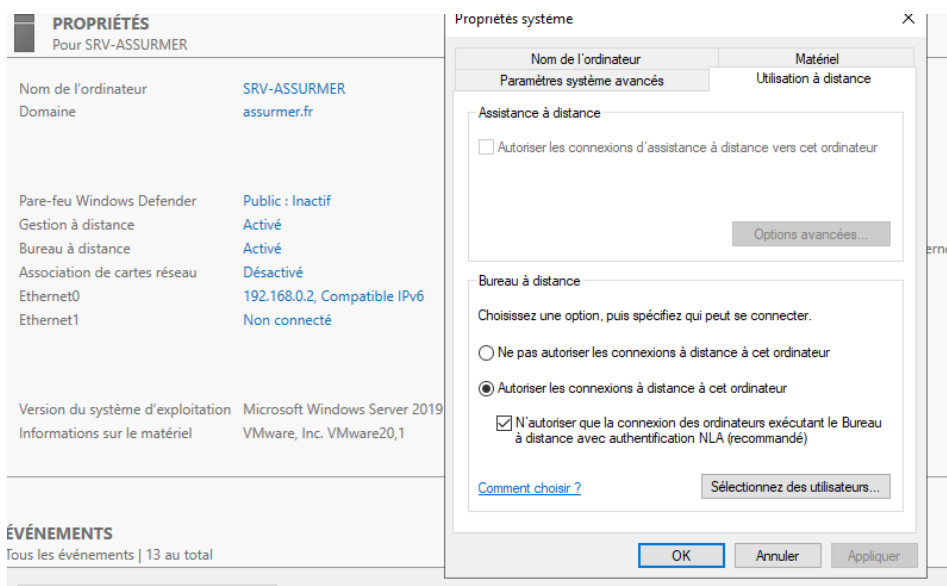 PROPRIÉTÉS
Pour SRV-ASSURMER
Nom de l'ordinateur SRV-ASSURMER
Domaine assurmer.fr
Pare-feu Windows Defender Public : Inactif
Gestion à distance Activé
Bureau à distance Activé
Association de cartes réseau Désactivé
Ethernet0 192.168.0.2, Compatible IPv6
Ethernet1 Non connecté
Version du système d'exploitation Microsoft Windows Server 2019
Informations sur le matériel VMware, Inc. VMware20,1
ÉVÉNEMENTS
Tous les événements | 13 au total
Propriétés système
Nom de l'ordinateur Matériel
Paramètres système avancés Utilisation à distance
Assistance à distance
Autoriser les connexions d'assistance à distance vers cet ordinateur
Options avancées...
Bureau à distance
Choisissez une option, puis spécifiez qui peut se connecter.
Ne pas autoriser les connexions à distance à cet ordinateur
Autoriser les connexions à distance à cet ordinateur
N'autoriser que la connexion des ordinateurs exécutant le Bureau
à distance avec authentification NLA (recommandé)
Comment choisir ? Sélectionnez des utilisateurs...
OK Annuler Appliquer